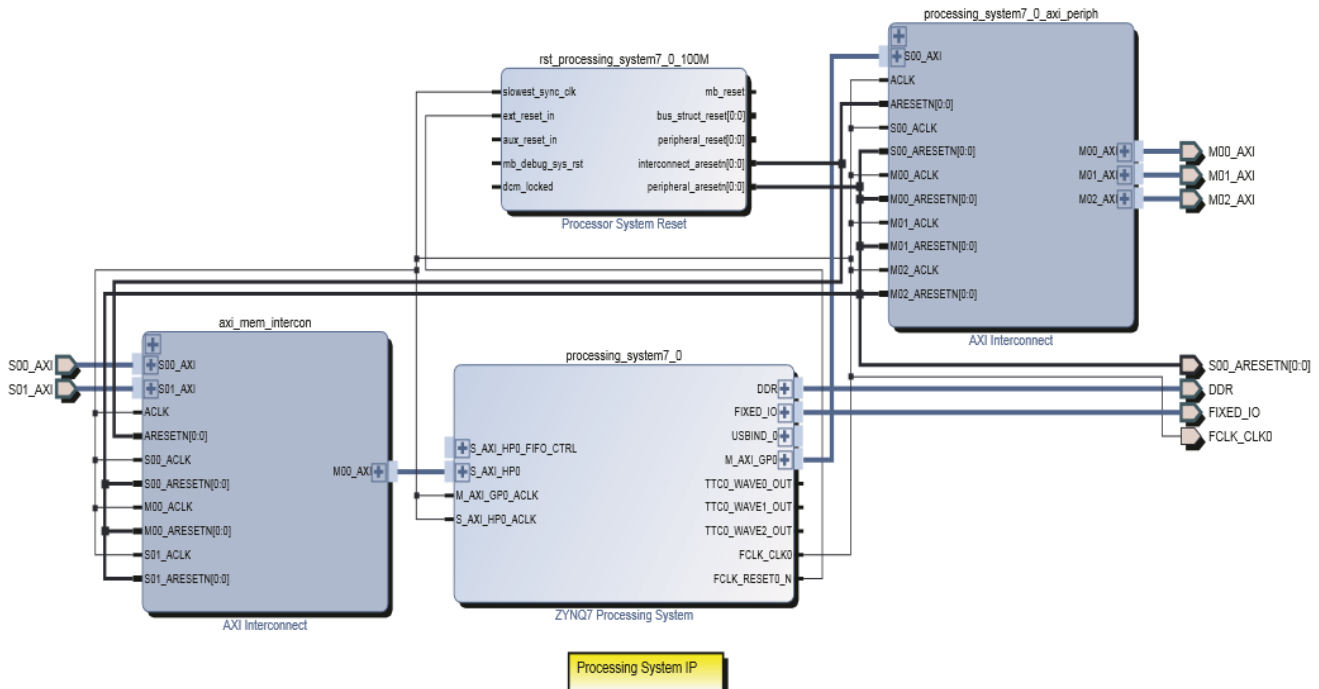 processing_system7_0_axi_periph
S00_AXI
ACLK
ARESETN[0:0]
S00_ACLK
S00_ARESETN[0:0]
M00_ACLK
M00_ARESETN[0:0]
M01_ACLK
M01_ARESETN[0:0]
M02_ACLK
M02_ARESETN[0:0]
M00_AXI
M01_AXI
M02_AXI
AXI Interconnect
M00_AXI
M01_AXI
M02_AXI
rst_processing_system7_0_100M
slowest_sync_clk
ext_reset_in
aux_reset_in
mb_debug_sys_rst
dcm_locked
mb_reset
bus_struct_reset[0:0]
peripheral_reset[0:0]
interconnect_aresetn[0:0]
peripheral_aresetn[0:0]
Processor System Reset
S00_AXI
S01_AXI
axi_mem_intercon
S00_AXI
S01_AXI
ACLK
ARESETN[0:0]
S00_ACLK
S00_ARESETN[0:0]
M00_ACLK
M00_ARESETN[0:0]
S01_ACLK
S01_ARESETN[0:0]
M00_AXI
AXI Interconnect
processing_system7_0
S_AXI_HP0_FIFO_CTRL
S_AXI_HP0
M_AXI_GP0_ACLK
S_AXI_HP0_ACLK
DDR
FIXED_IO
USBIND_0
M_AXI_GP0
TTC0_WAVE0_OUT
TTC0_WAVE1_OUT
TTC0_WAVE2_OUT
FCLK_CLK0
FCLK_RESET0_N
ZYNQ7 Processing System
S00_ARESETN[0:0]
DDR
FIXED_IO
FCLK_CLK0
Processing System IP